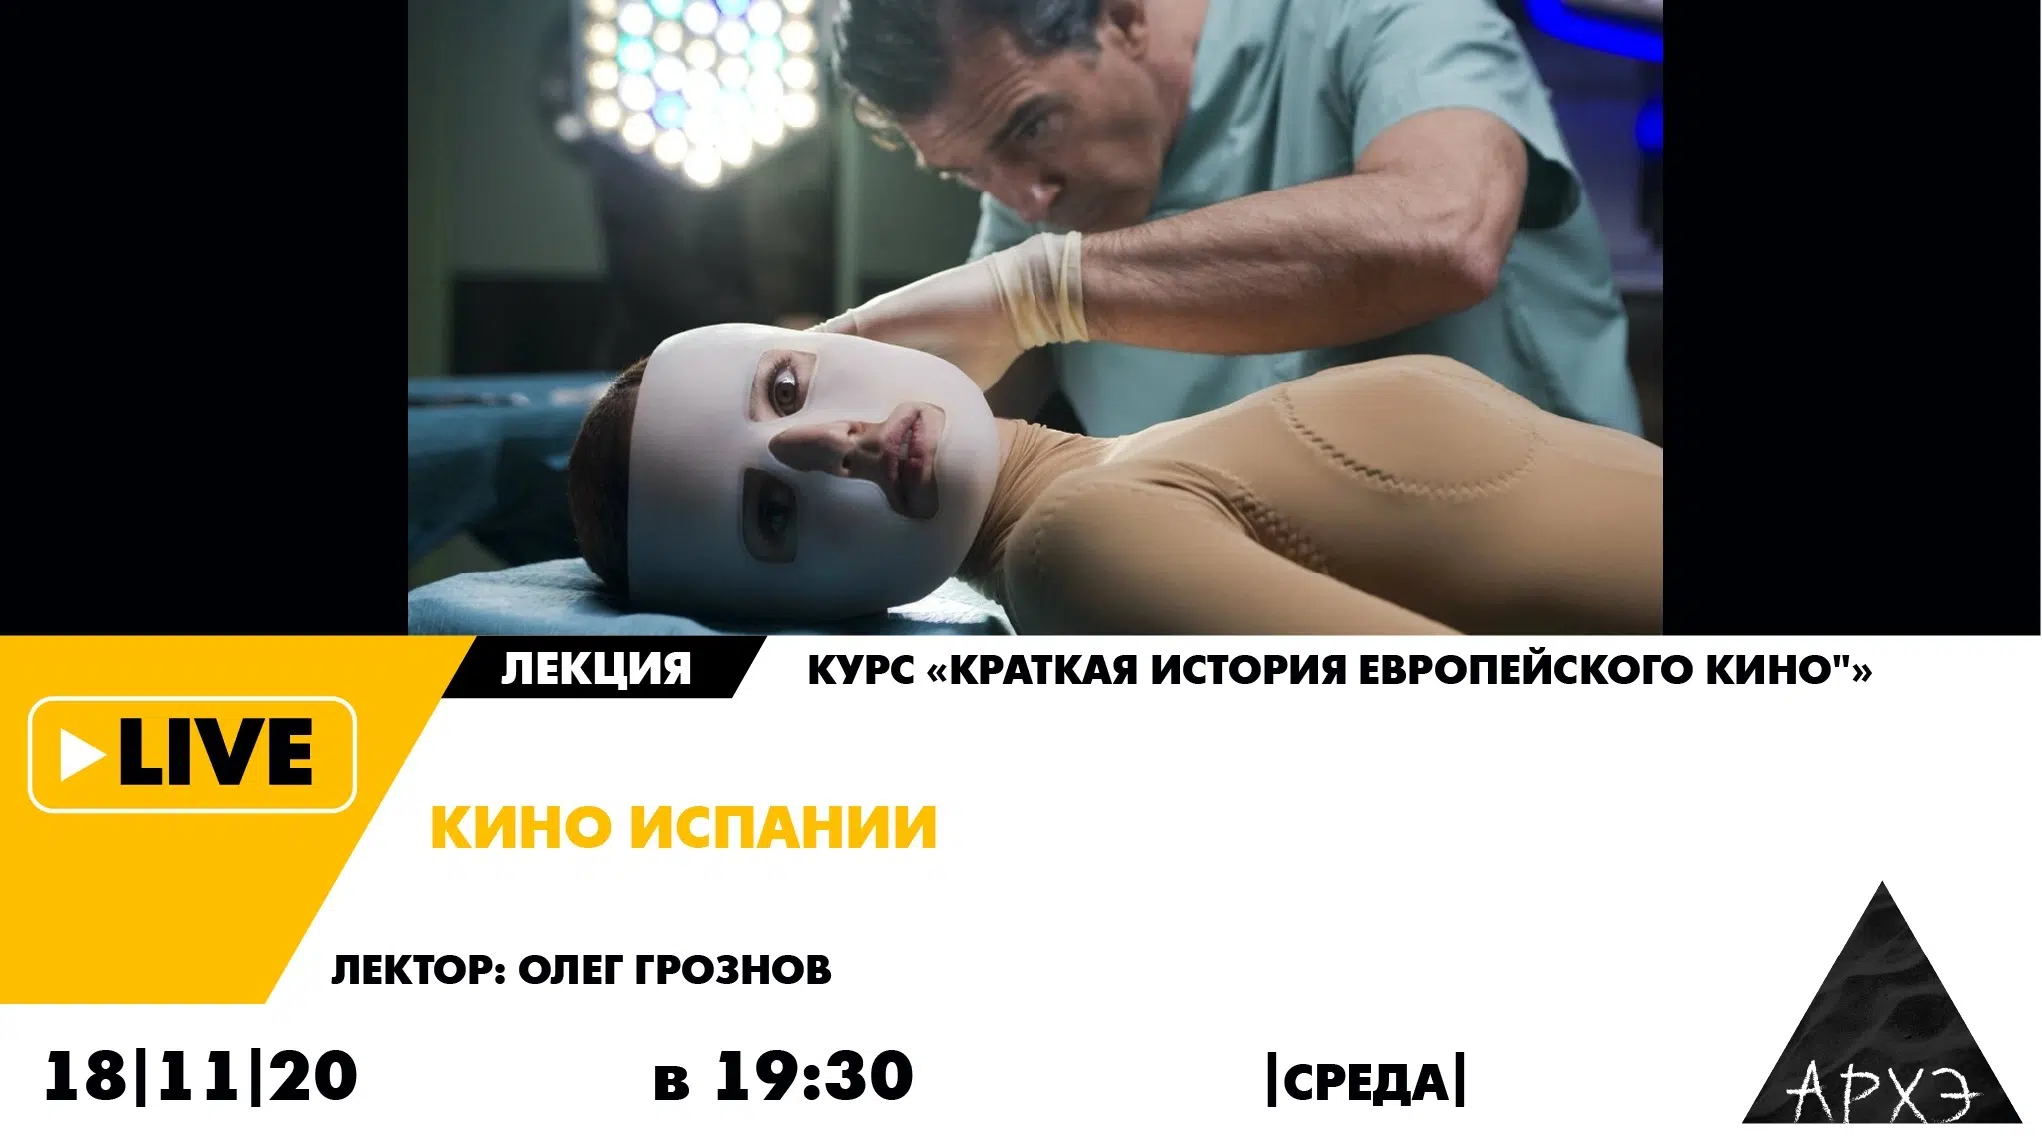 ЛЕКЦИЯ
КУРС «КРАТКАЯ ИСТОРИЯ ЕВРОПЕЙСКОГО КИНО"»
LIVE
КИНО ИСПАНИИ
ЛЕКТОР: ОЛЕГ ГРОЗНОВ
18|11|20
в 19:30
|СРЕДА|
АРХЭ